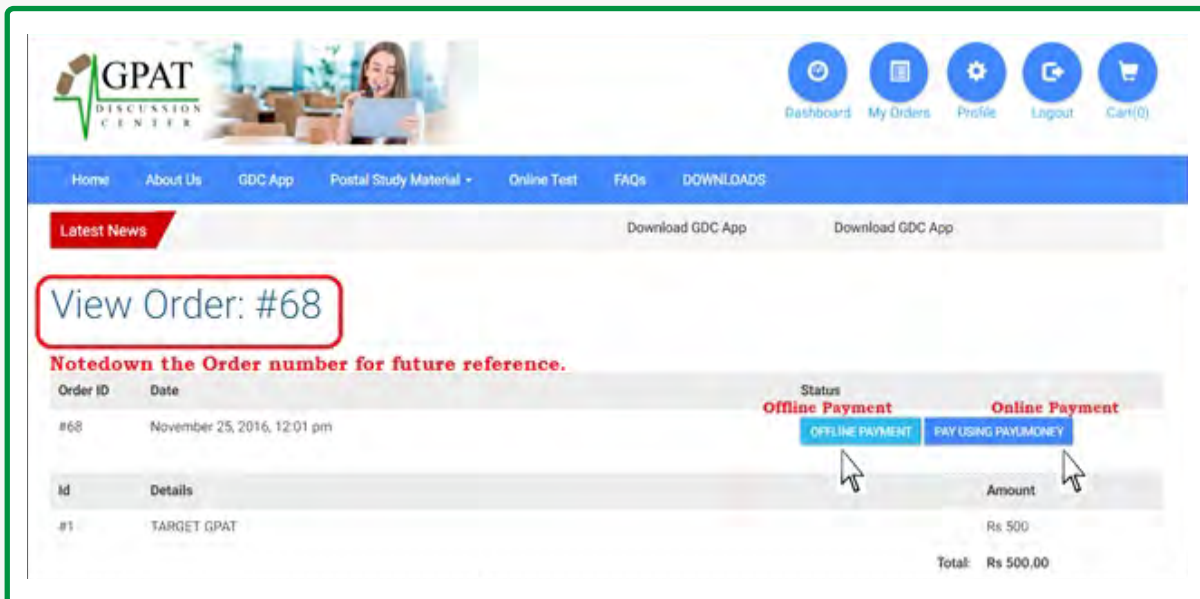 GPAT
DISCUSSION
CENTER
Dashboard My Orders Profile Logout Cart(0)
Home About Us GDC App Postal Study Material Online Test FAQs DOWNLOADS
Latest News Download GDC App Download GDC App
View Order: #68
Notedown the Order number for future reference.
Order ID Date Status
Offline Payment Online Payment
#68 November 25, 2016, 12:01 pm OFFLINE PAYMENT PAY USING PAYUMONEY
Id Details Amount
#1 TARGET GPAT Rs 500
Total: Rs 500.00